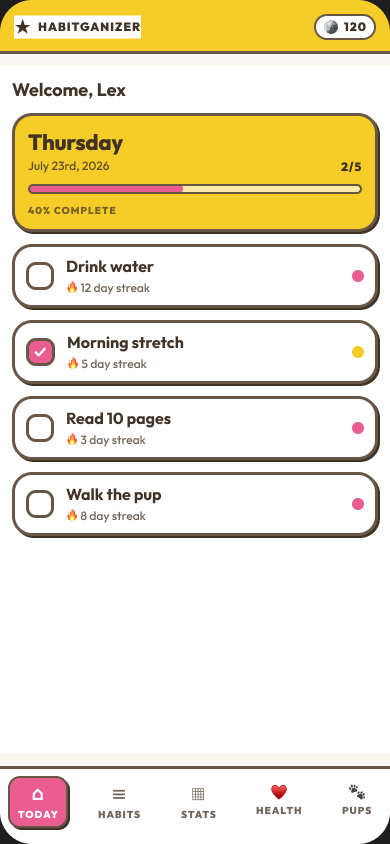 ★ HABITGANIZER
120
Welcome, Lex
Thursday
July 23rd, 2026
2/5
40% COMPLETE
Drink water
🔥 12 day streak
Morning stretch
🔥 5 day streak
Read 10 pages
🔥 3 day streak
Walk the pup
🔥 8 day streak
TODAY
HABITS
STATS
HEALTH
PUPS